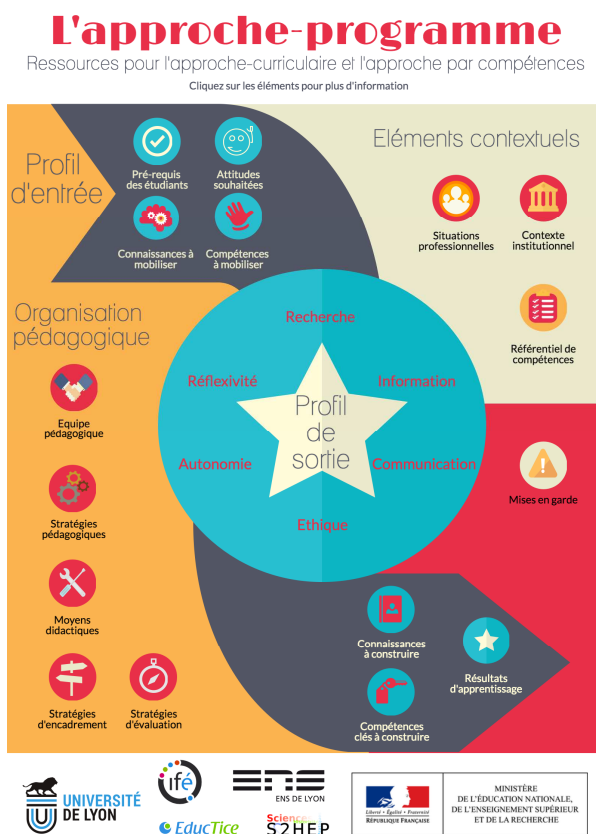 L'approche-programme
Ressources pour l'approche-curriculaire et l'approche par compétences
Cliquez sur les éléments pour plus d'information
Profil
d'entrée
Pré-requis
des étudiants
Attitudes
souhaitées
Connaissances à
mobiliser
Compétences
à mobiliser
Eléments contextuels
Situations
professionnelles
Contexte
institutionnel
Référentiel de
compétences
Organisation
pédagogique
Equipe
pédagogique
Stratégies
pédagogiques
Moyens
didactiques
Stratégies
d'encadrement
Stratégies
d'évaluation
Recherche
Réflexivité
Information
Profil
de
sortie
Autonomie
Communication
Ethique
Mises en garde
Connaissances
à construire
Compétences
clés à construire
Résultats
d'apprentissage
UNIVERSITÉ
DE LYON
ifé
EducTice
ENS
ENS DE LYON
Science
S2HEP
Liberté • Égalité • Fraternité
RÉPUBLIQUE FRANÇAISE
MINISTÈRE
DE L'ÉDUCATION NATIONALE,
DE L'ENSEIGNEMENT SUPÉRIEUR
ET DE LA RECHERCHE